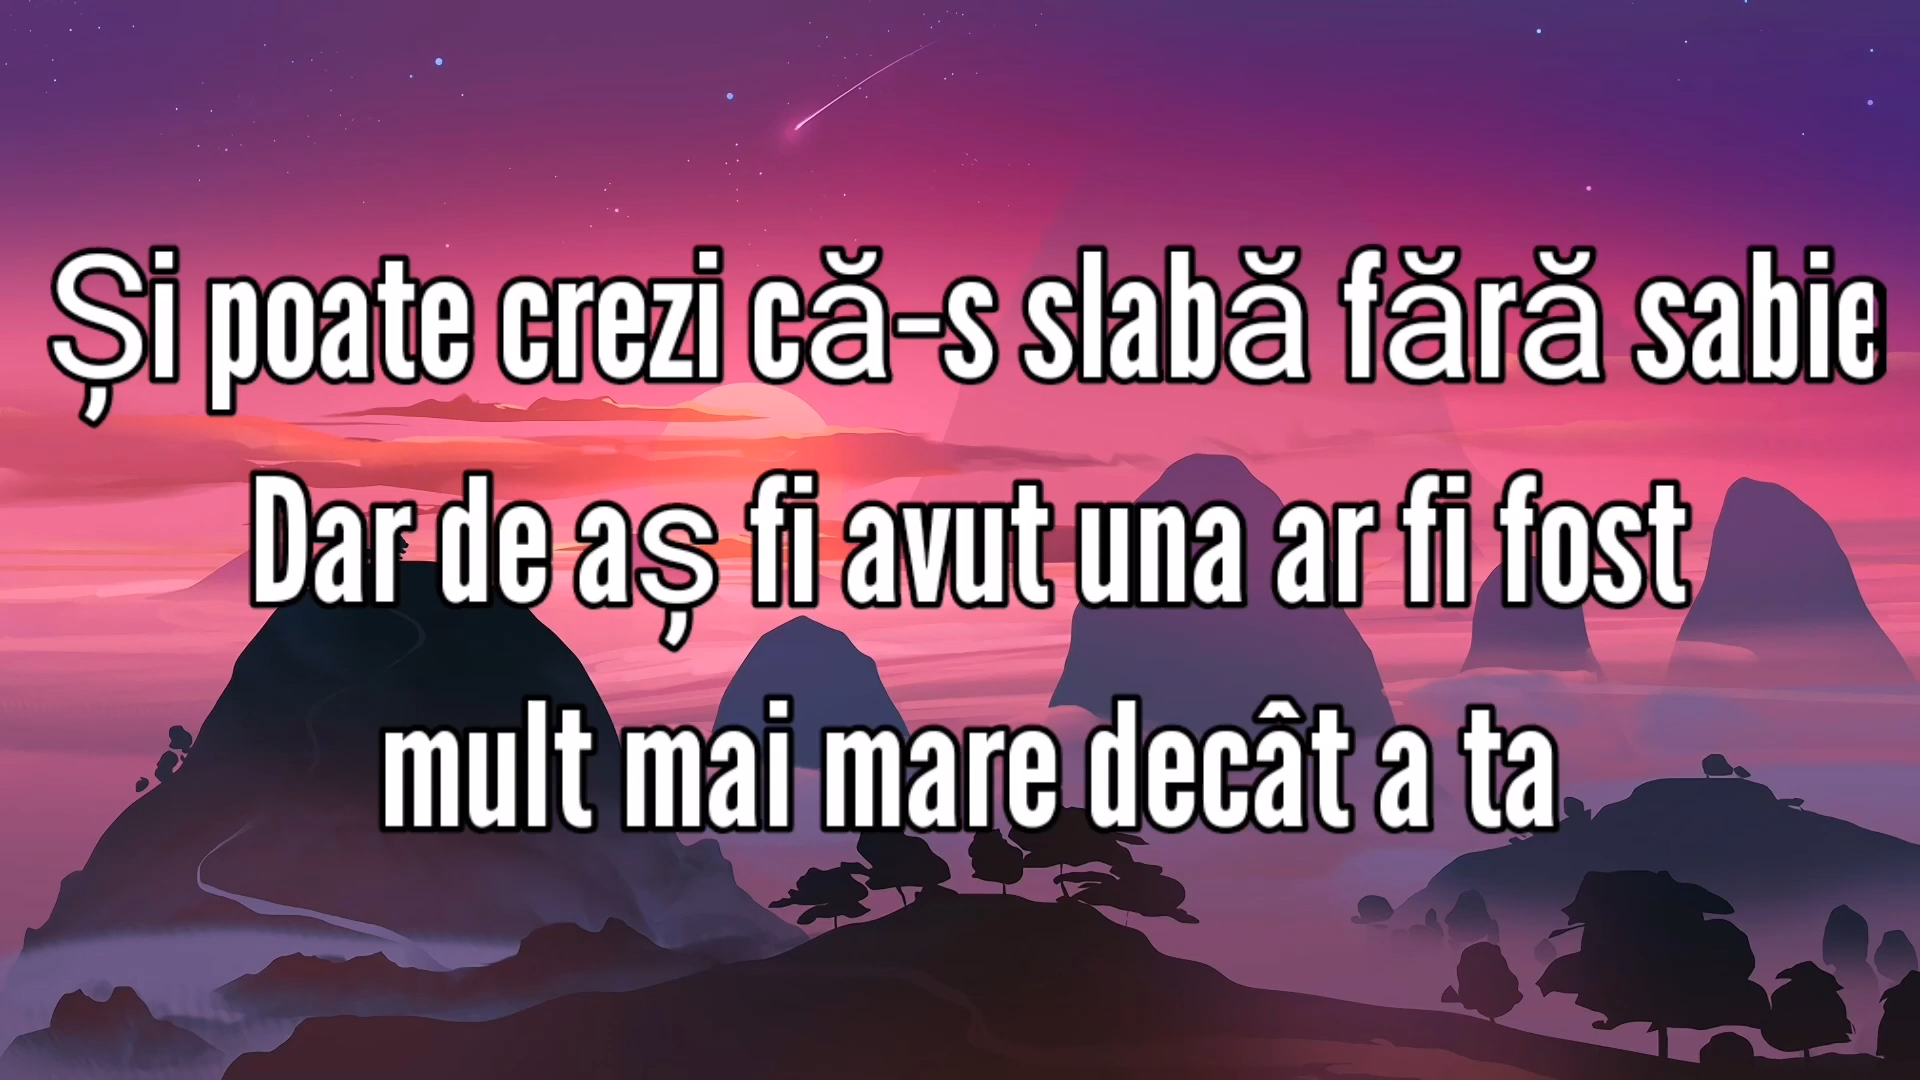 Și poate crezi că-s slabă fără sabie
Dar de aș fi avut una ar fi fost
mult mai mare decât a ta